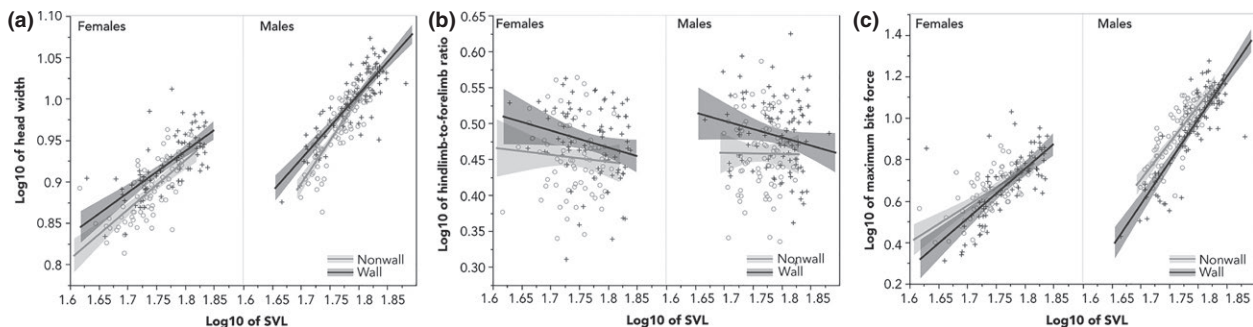 (a)
Females
Males
Log10 of head width
1.10
1.05
1.0
0.95
0.90
0.85
0.8
Nonwall
Wall
1.6 1.65 1.7 1.75 1.8 1.85 1.6 1.65 1.7 1.75 1.8 1.85
Log10 of SVL
(b)
Females
Males
Log10 of hindlimb-to-forelimb ratio
0.65
0.60
0.55
0.50
0.45
0.40
0.35
0.30
Nonwall
Wall
1.6 1.65 1.7 1.75 1.8 1.85 1.6 1.65 1.7 1.75 1.8 1.85
Log10 of SVL
(c)
Females
Males
Log10 of maximum bite force
1.4
1.2
1.0
0.8
0.6
0.4
0.2
Nonwall
Wall
1.6 1.65 1.7 1.75 1.8 1.85 1.6 1.65 1.7 1.75 1.8 1.85
Log10 of SVL